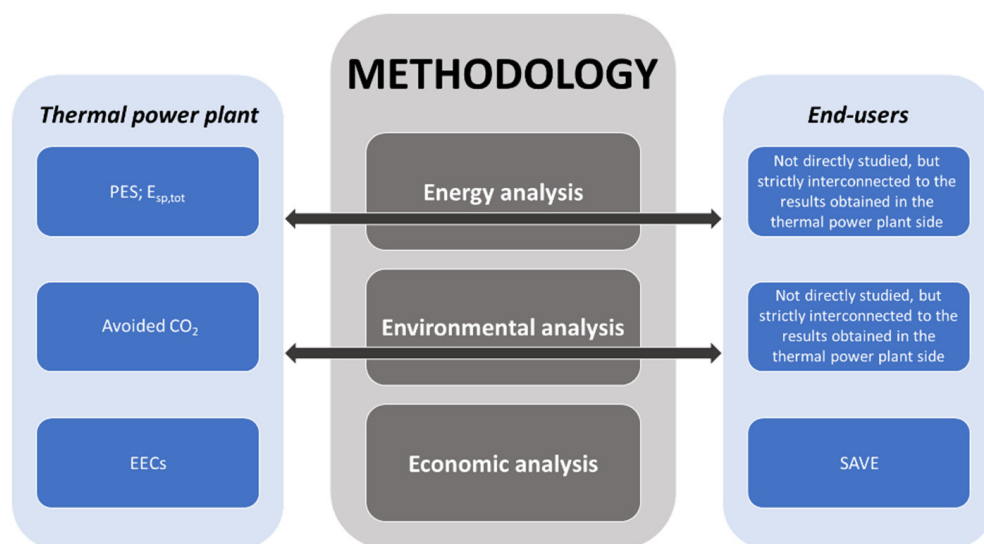 METHODOLOGY
Thermal power plant
PES; Esp,tot
Avoided CO2
EECs
Energy analysis
Environmental analysis
Economic analysis
End-users
Not directly studied, but
strictly interconnected to the
results obtained in the
thermal power plant side
Not directly studied, but
strictly interconnected to the
results obtained in the
thermal power plant side
SAVE